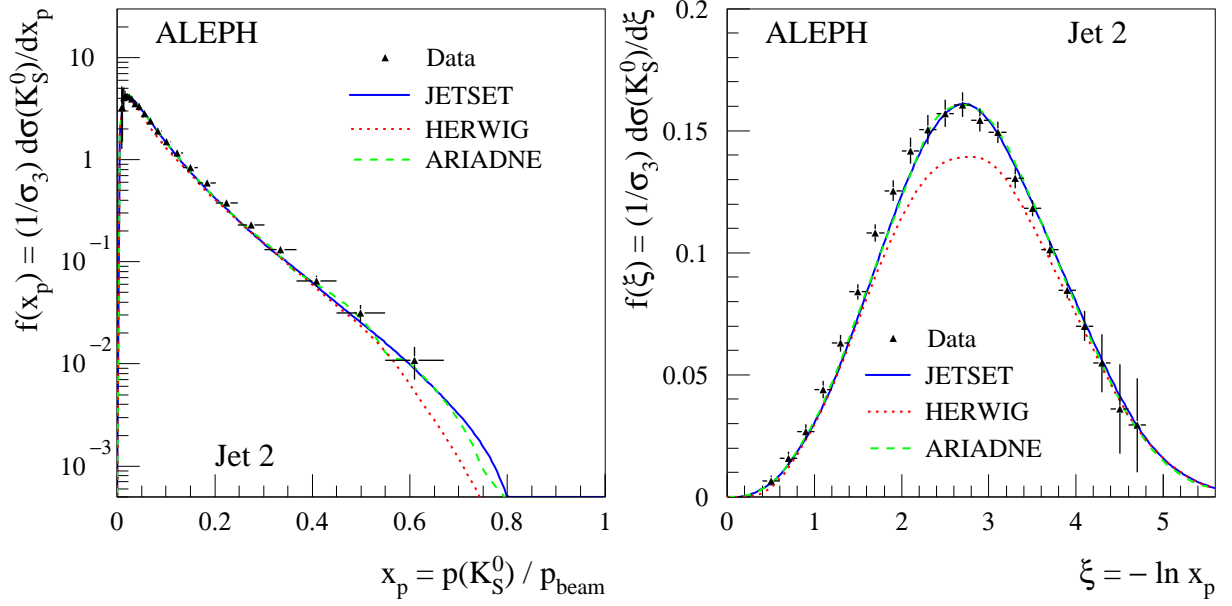 ALEPH
Data
JETSET
HERWIG
ARIADNE
Jet 2
f(x_p) = (1/σ_3) dσ(K_S^0)/dx_p
10
1
10^{-1}
10^{-2}
10^{-3}
0 0.2 0.4 0.6 0.8 1
x_p = p(K_S^0) / p_beam
ALEPH Jet 2
Data
JETSET
HERWIG
ARIADNE
f(ξ) = (1/σ_3) dσ(K_S^0)/dξ
0.2
0.15
0.1
0.05
0
0 1 2 3 4 5
ξ = − ln x_p